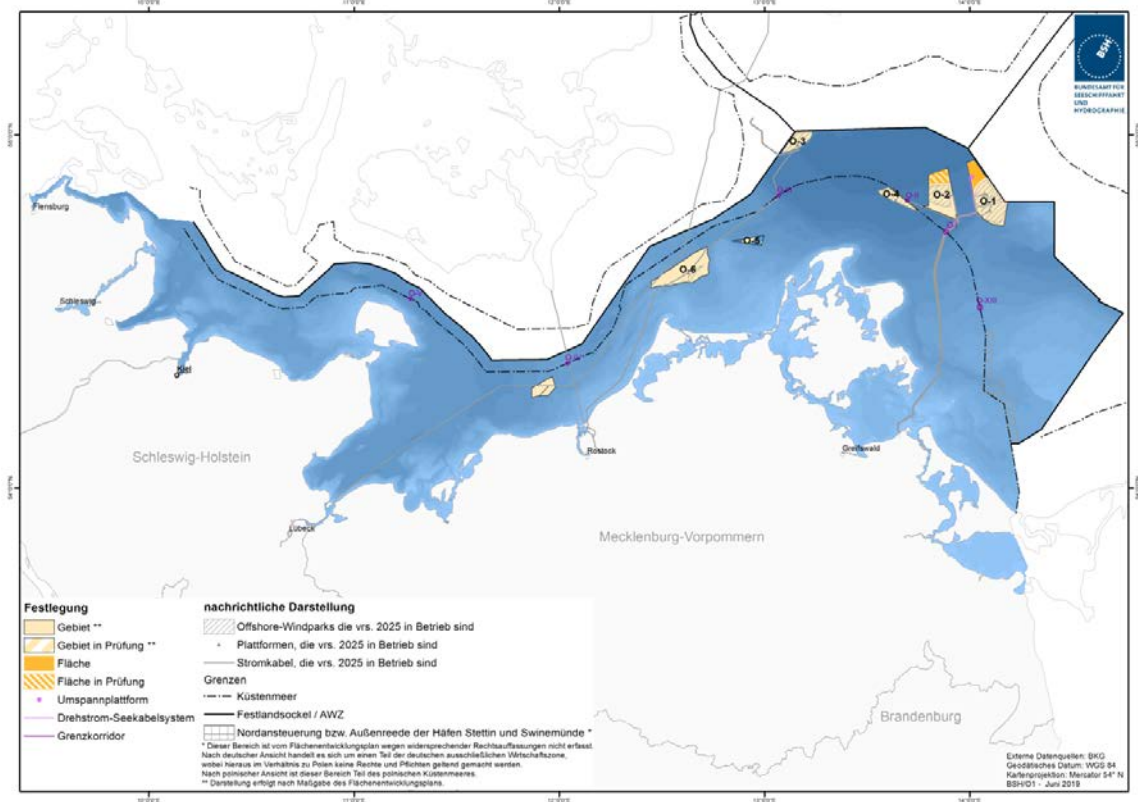 BSH
BUNDESAMT FÜR
SEESCHIFFFAHRT
UND
HYDROGRAPHIE
O-3
O-4
O-2
O-1
O-5
O-6
O-XIII
Flensburg
Schleswig
Kiel
Rostock
Greifswald
Lübeck
Schleswig-Holstein
Mecklenburg-Vorpommern
Brandenburg
Festlegung
Gebiet **
Gebiet in Prüfung **
Fläche
Fläche in Prüfung
Umspannplattform
Drehstrom-Seekabelsystem
Grenzkorridor
nachrichtliche Darstellung
Offshore-Windparks die vrs. 2025 in Betrieb sind
Plattformen, die vrs. 2025 in Betrieb sind
Stromkabel, die vrs. 2025 in Betrieb sind
Grenzen
Küstenmeer
Festlandsockel / AWZ
Nordansteuerung bzw. Außenreede der Häfen Stettin und Swinemünde *
* Dieser Bereich ist vom Flächenentwicklungsplan wegen widersprechender Rechtsauffassungen nicht erfasst.
Nach deutscher Ansicht handelt es sich um einen Teil der deutschen ausschließlichen Wirtschaftszone,
wobei hieraus im Verhältnis zu Polen keine Rechte und Pflichten geltend gemacht werden.
Nach polnischer Ansicht ist dieser Bereich Teil des polnischen Küstenmeeres.
** Darstellung erfolgt nach Maßgabe des Flächenentwicklungsplans.
Externe Datenquellen: BKG
Geodätisches Datum: WGS 84
Kartenprojektion: Mercator 54° N
BSH/O1 - Juni 2019